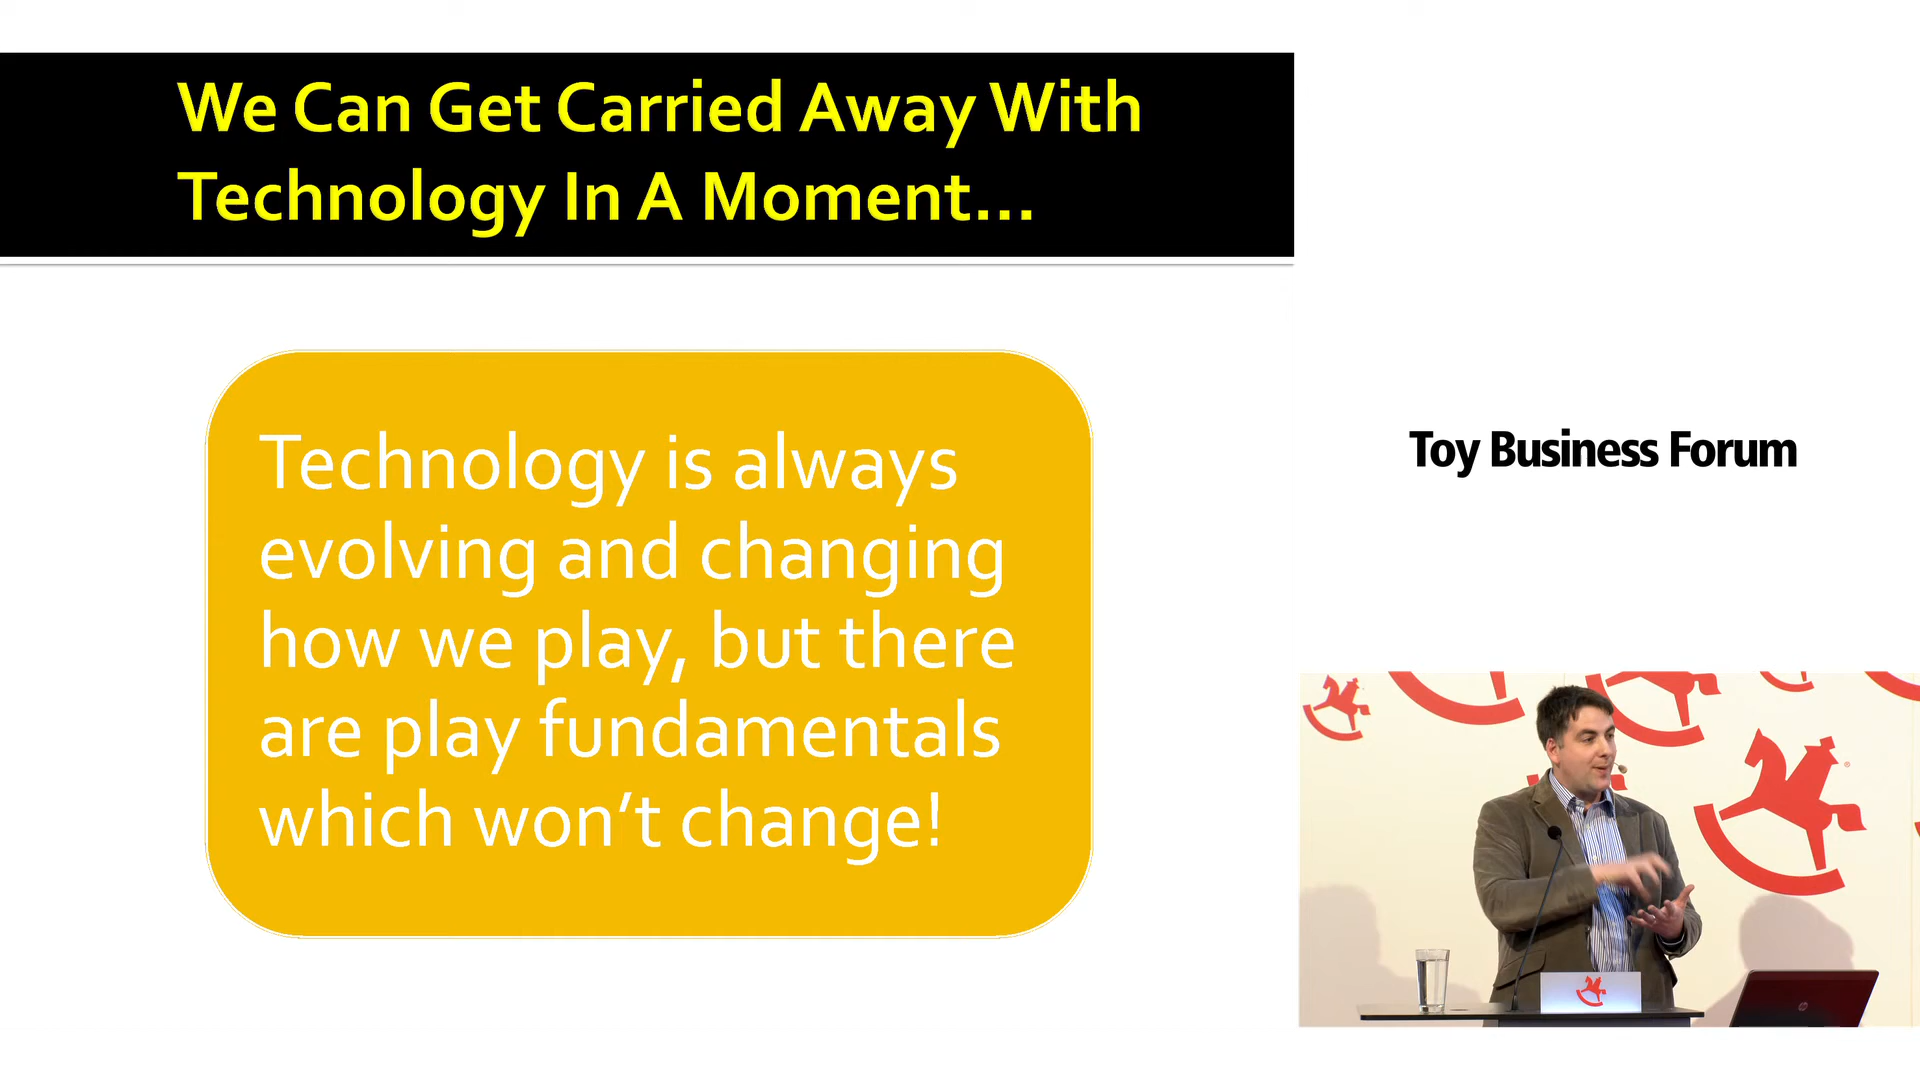 We Can Get Carried Away With
Technology In A Moment...
Technology is always
evolving and changing
how we play, but there
are play fundamentals
which won’t change!
Toy Business Forum